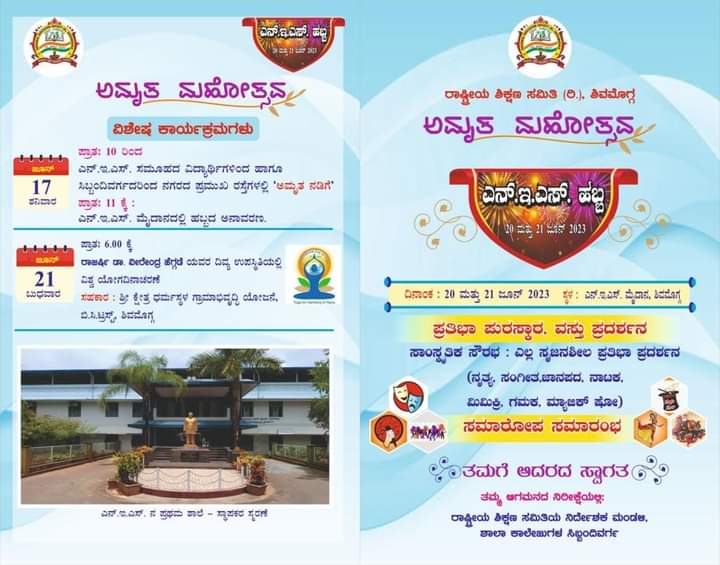 ಎನ್.ಇ.ಎಸ್. ಹಬ್ಬ
20 ಮತ್ತು 21 ಜೂನ್ 2023
ಅಮೃತ ಮಹೋತ್ಸವ
ವಿಶೇಷ ಕಾರ್ಯಕ್ರಮಗಳು
ಜೂನ್
17
ಶನಿವಾರ
ಪ್ರಾತಃ 10 ರಿಂದ
ಎನ್.ಇ.ಎಸ್. ಸಮೂಹದ ವಿದ್ಯಾರ್ಥಿಗಳಿಂದ ಹಾಗೂ
ಸಿಬ್ಬಂದಿವರ್ಗದರಿಂದ ನಗರದ ಪ್ರಮುಖ ರಸ್ತೆಗಳಲ್ಲಿ 'ಅಮೃತ ನಡಿಗೆ'
ಪ್ರಾತಃ 11 ಕ್ಕೆ :
ಎನ್.ಇ.ಎಸ್. ಮೈದಾನದಲ್ಲಿ ಹಬ್ಬದ ಅನಾವರಣ.
ಜೂನ್
21
ಬುಧವಾರ
ಪ್ರಾತಃ 6.00 ಕ್ಕೆ
ರಾಜರ್ಷಿ ಡಾ. ವೀರೇಂದ್ರ ಹೆಗ್ಗಡೆ ಯವರ ದಿವ್ಯ ಉಪಸ್ಥಿತಿಯಲ್ಲಿ
ವಿಶ್ವ ಯೋಗದಿನಾಚರಣೆ
ಸಹಕಾರ : ಶ್ರೀ ಕ್ಷೇತ್ರ ಧರ್ಮಸ್ಥಳ ಗ್ರಾಮಾಭಿವೃದ್ಧಿ ಯೋಜನೆ,
ಬಿ.ಸಿ.ಟ್ರಸ್ಟ್, ಶಿವಮೊಗ್ಗ
ಎನ್.ಇ.ಎಸ್. ನ ಪ್ರಥಮ ಶಾಲೆ – ಸ್ಥಾಪಕರ ಸ್ಮರಣೆ
ರಾಷ್ಟ್ರೀಯ ಶಿಕ್ಷಣ ಸಮಿತಿ (ರಿ.), ಶಿವಮೊಗ್ಗ
ಅಮೃತ ಮಹೋತ್ಸವ
ಎನ್.ಇ.ಎಸ್. ಹಬ್ಬ
20 ಮತ್ತು 21 ಜೂನ್ 2023
ದಿನಾಂಕ : 20 ಮತ್ತು 21 ಜೂನ್ 2023 ಸ್ಥಳ : ಎನ್.ಇ.ಎಸ್. ಮೈದಾನ, ಶಿವಮೊಗ್ಗ
ಪ್ರತಿಭಾ ಪುರಸ್ಕಾರ, ವಸ್ತು ಪ್ರದರ್ಶನ
ಸಾಂಸ್ಕೃತಿಕ ಸೌರಭ : ಎಲ್ಲ ಸೃಜನಶೀಲ ಪ್ರತಿಭಾ ಪ್ರದರ್ಶನ
(ನೃತ್ಯ, ಸಂಗೀತ,ಜಾನಪದ, ನಾಟಕ,
ಮಿಮಿಕ್ರಿ, ಗಮಕ, ಮ್ಯಾಜಿಕ್ ಷೋ)
ಸಮಾರೋಪ ಸಮಾರಂಭ
ತಮಗೆ ಆದರದ ಸ್ವಾಗತ
ತಮ್ಮ ಆಗಮನದ ನಿರೀಕ್ಷೆಯಲ್ಲಿ:
ರಾಷ್ಟ್ರೀಯ ಶಿಕ್ಷಣ ಸಮಿತಿಯ ನಿರ್ದೇಶಕ ಮಂಡಳಿ,
ಶಾಲಾ ಕಾಲೇಜುಗಳ ಸಿಬ್ಬಂದಿವರ್ಗ